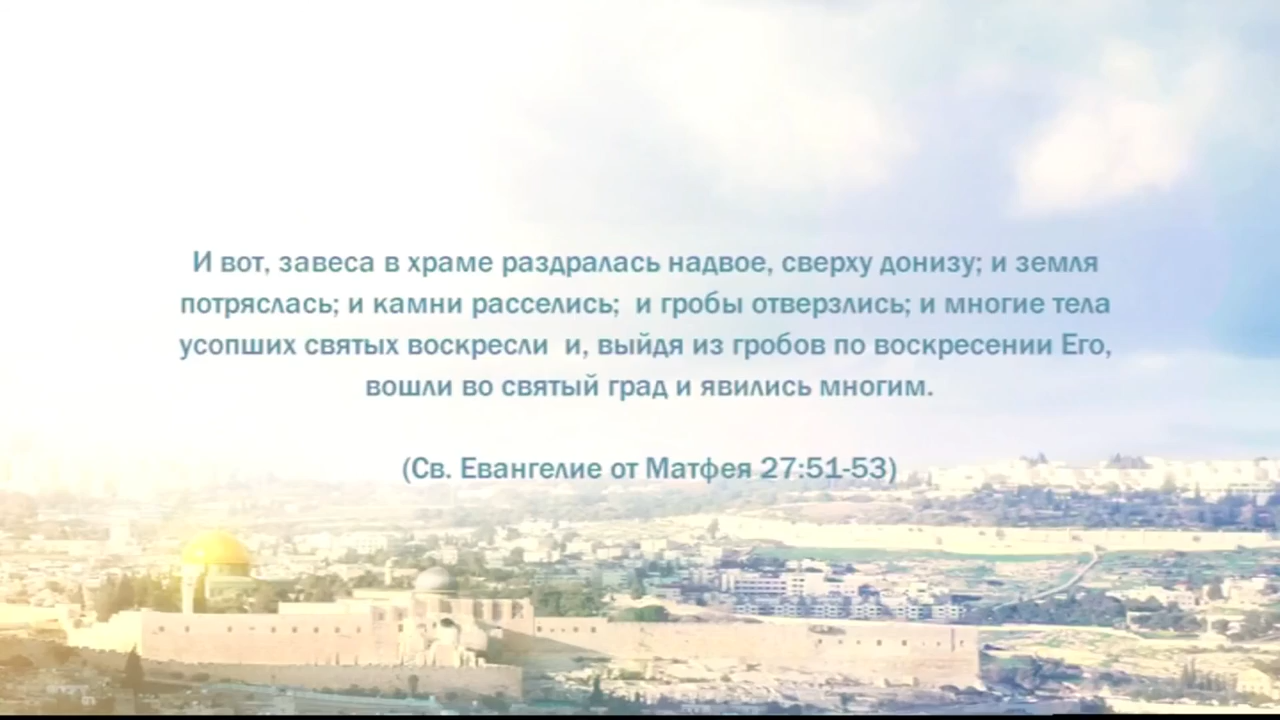 И вот, завеса в храме раздралась надвое, сверху донизу; и земля
потряслась; и камни расселись;  и гробы отверзлись; и многие тела
усопших святых воскресли  и, выйдя из гробов по воскресении Его,
вошли во святый град и явились многим.
(Св. Евангелие от Матфея 27:51-53)